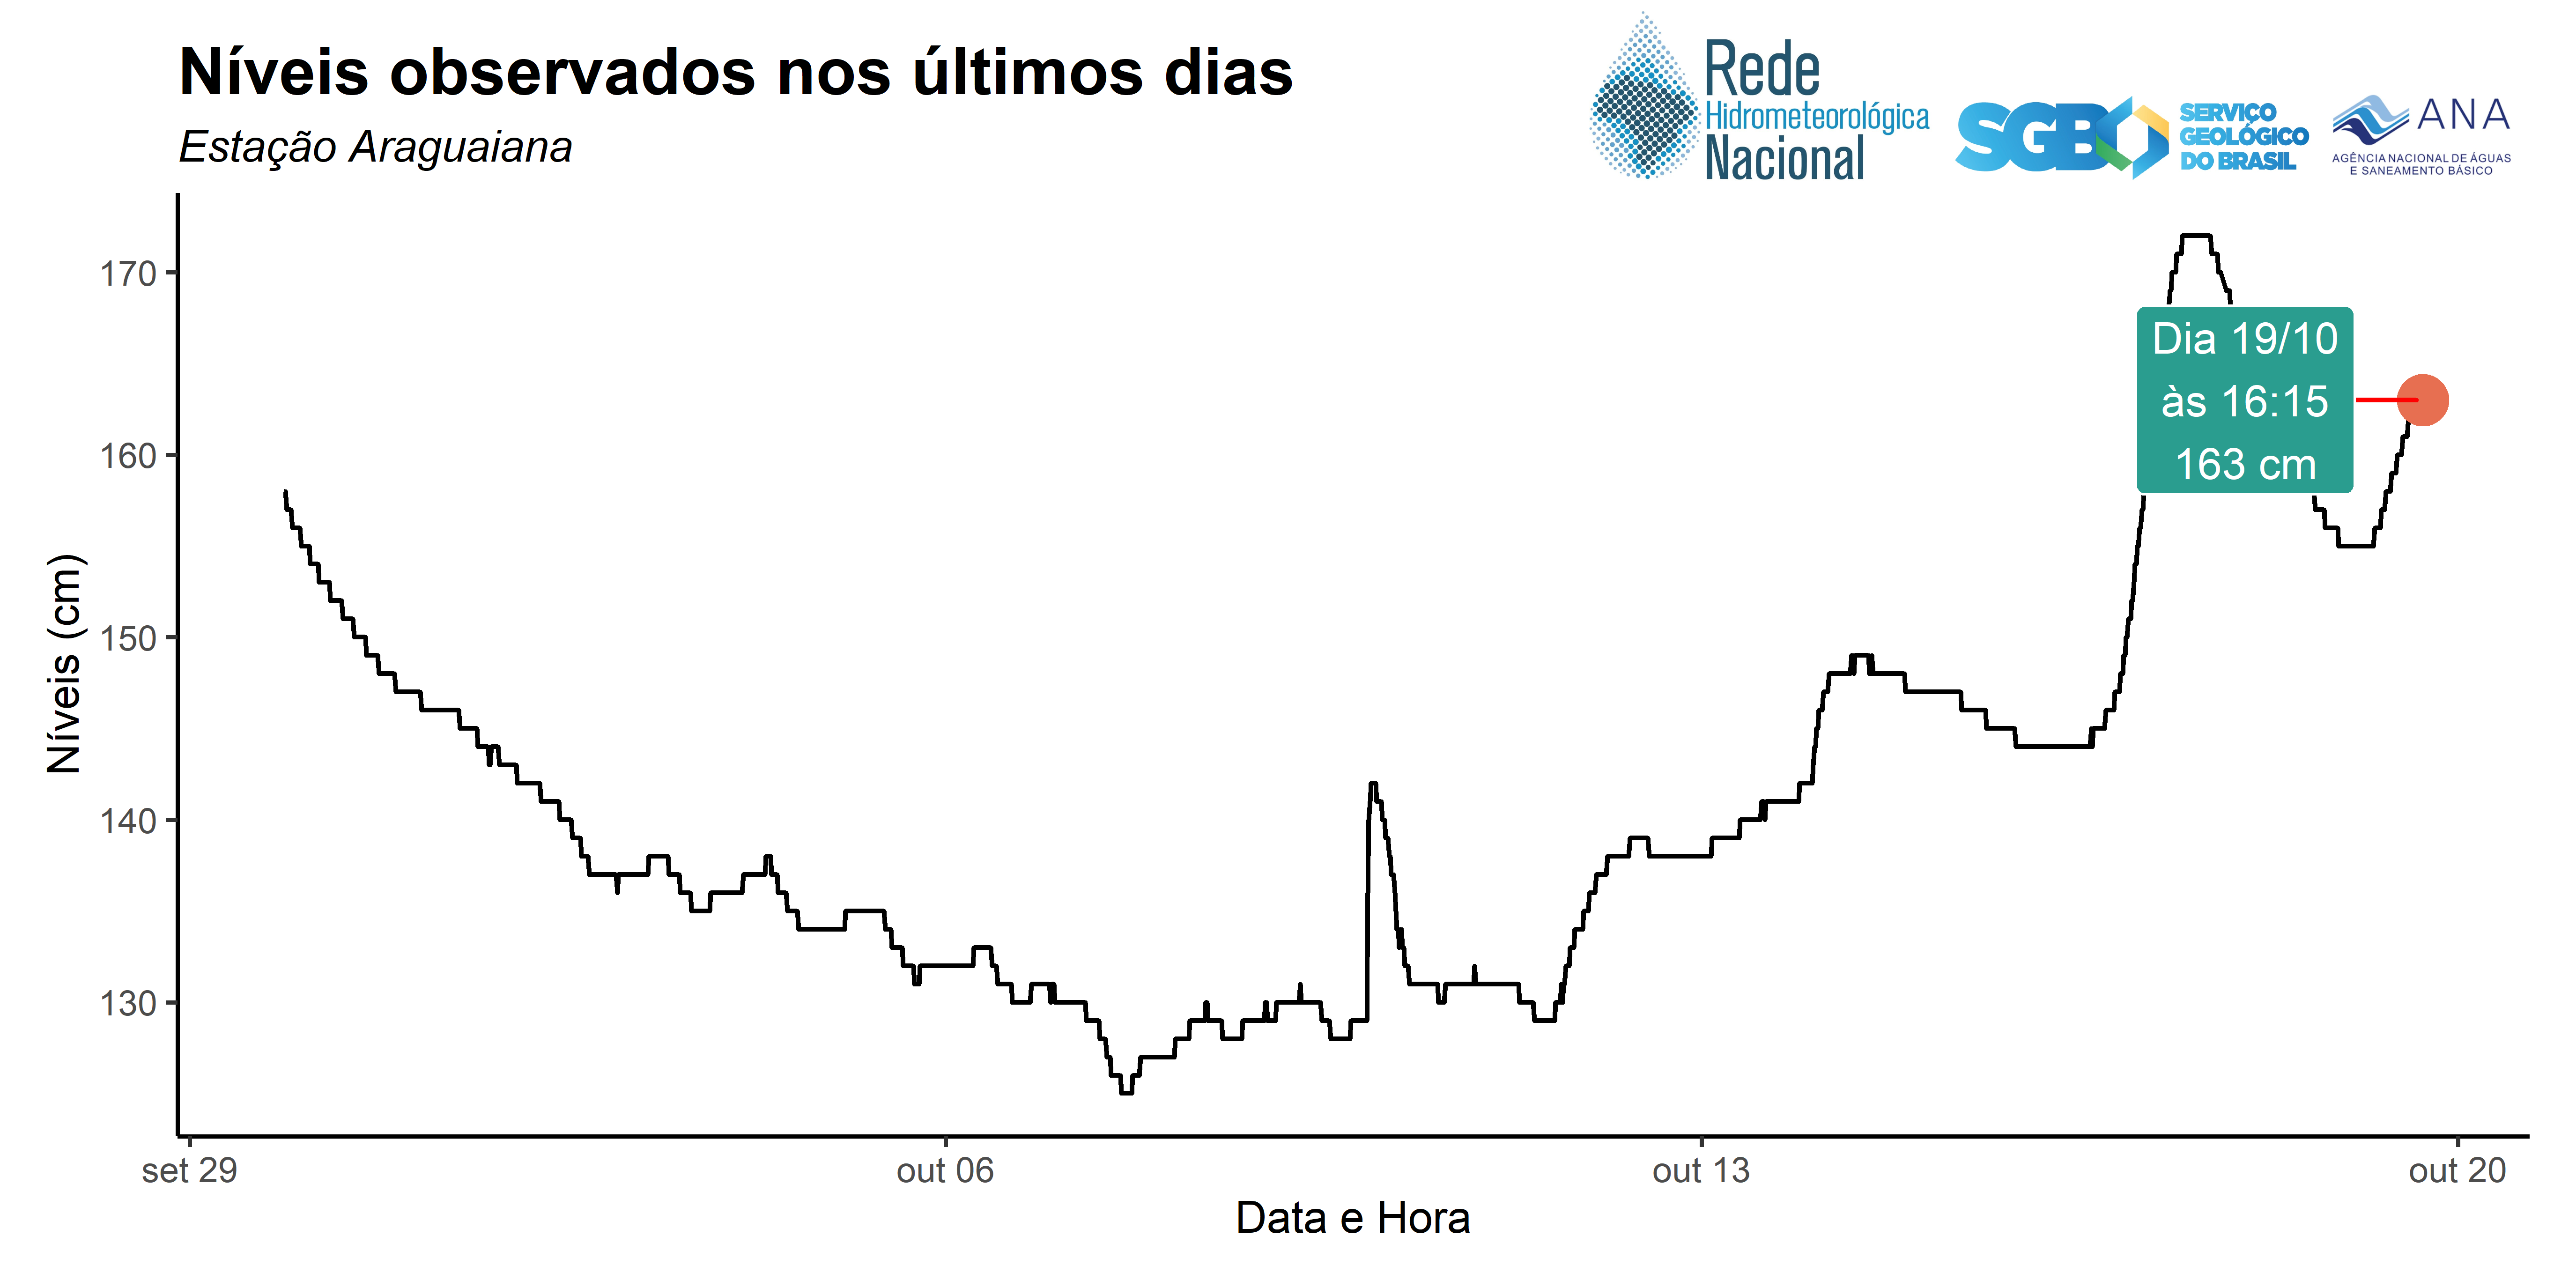 Níveis observados nos últimos dias
Estação Araguaiana
Rede
Hidrometeorológica
Nacional
SGB
SERVIÇO
GEOLÓGICO
DO BRASIL
ANA
AGÊNCIA NACIONAL DE ÁGUAS
E SANEAMENTO BÁSICO
Níveis (cm)
170
160
150
140
130
Dia 19/10
às 16:15
163 cm
set 29
out 06
out 13
out 20
Data e Hora